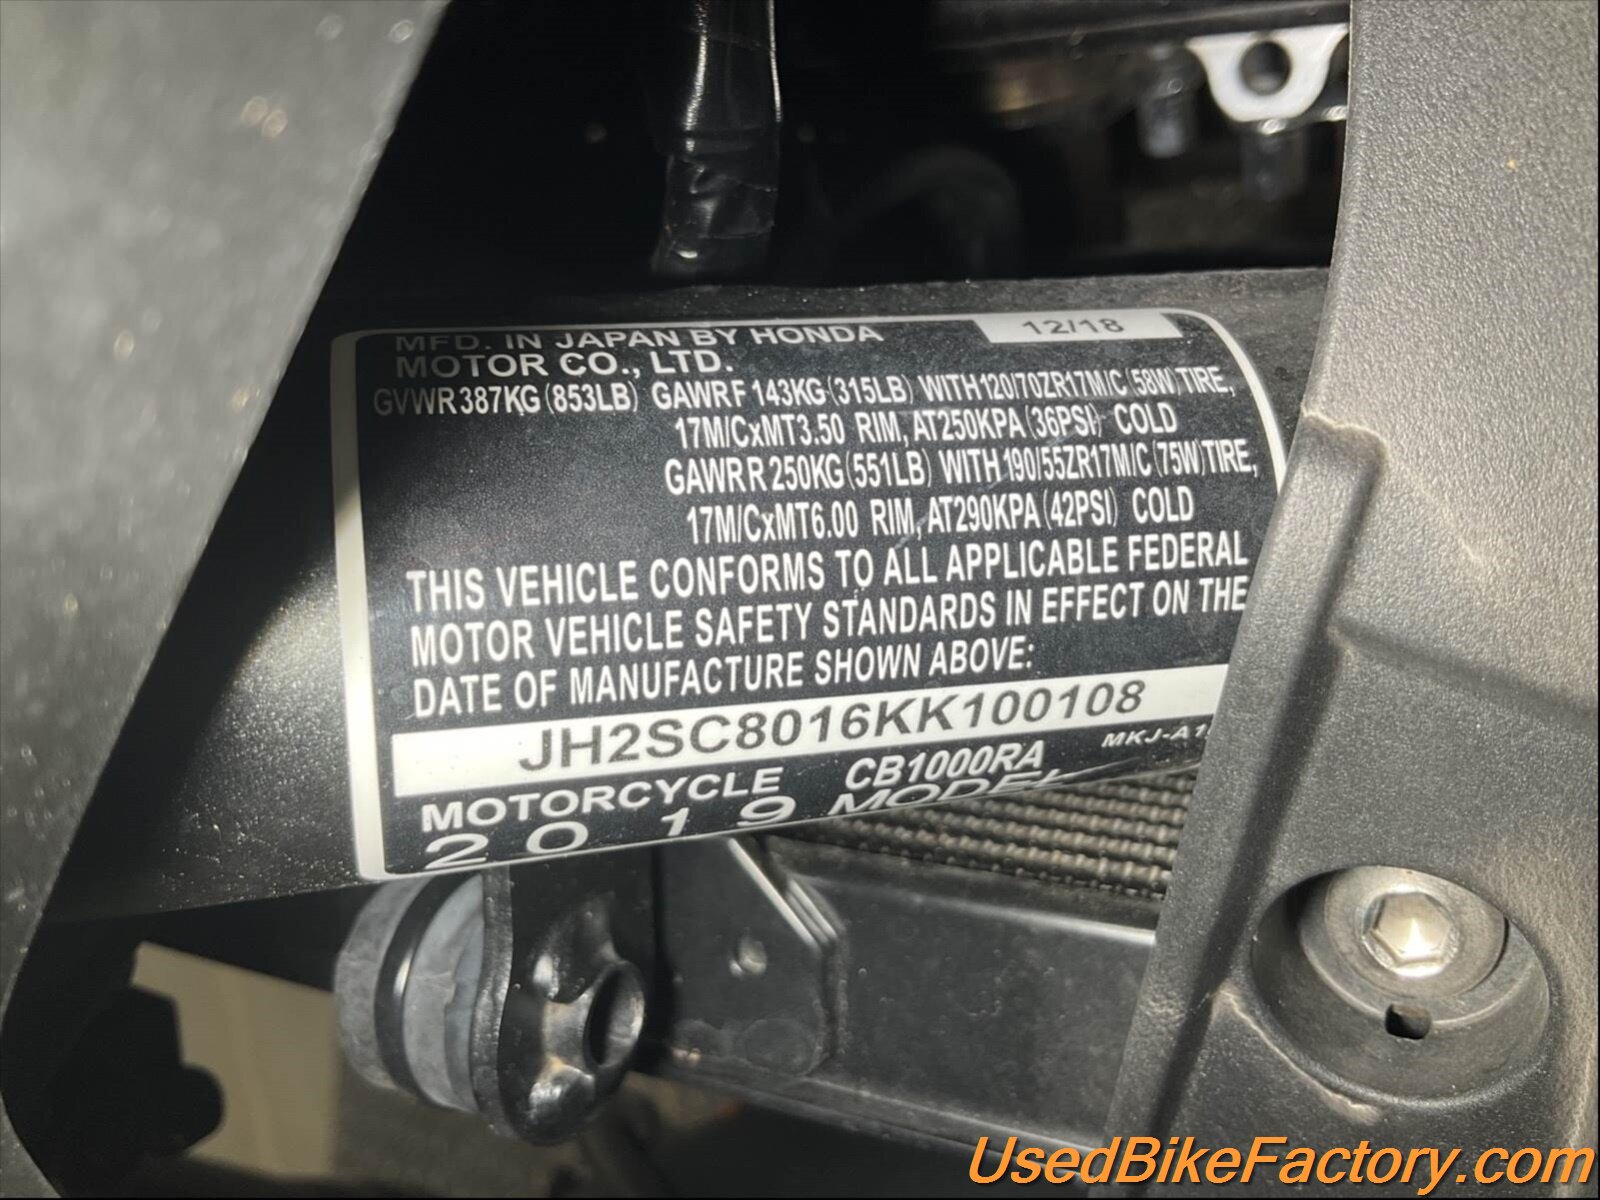 MFD. IN JAPAN BY HONDA 12/18
MOTOR CO., LTD.
GVWR 387KG (853LB) GAWR F 143KG (315LB) WITH 120/70ZR17M/C (58W) TIRE,
17M/CxMT3.50 RIM, AT 250KPA (36PSI) COLD
GAWR R 250KG (551LB) WITH 190/55ZR17M/C (75W) TIRE,
17M/CxMT6.00 RIM, AT 290KPA (42PSI) COLD
THIS VEHICLE CONFORMS TO ALL APPLICABLE FEDERAL
MOTOR VEHICLE SAFETY STANDARDS IN EFFECT ON THE
DATE OF MANUFACTURE SHOWN ABOVE:
JH2SC8016KK100108
MOTORCYCLE CB1000RA
2019 MODEL
UsedBikeFactory.com